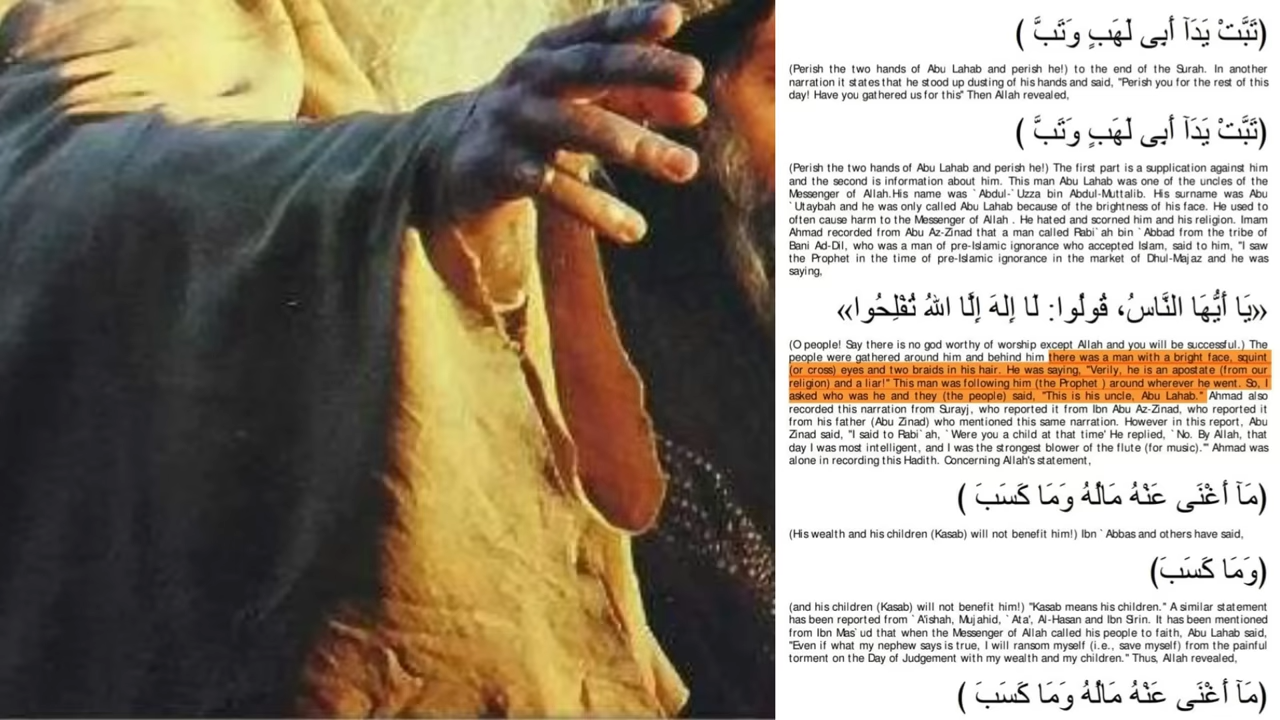 (تَبَّتْ يَدَآ أَبِى لَهَبٍ وَتَبَّ )
(Perish the two hands of Abu Lahab and perish he!) to the end of the Surah. In another
narration it states that he stood up dusting of his hands and said, "Perish you for the rest of this
day! Have you gathered us for this" Then Allah revealed,
(تَبَّتْ يَدَآ أَبِى لَهَبٍ وَتَبَّ )
(Perish the two hands of Abu Lahab and perish he!) The first part is a supplication against him
and the second is information about him. This man Abu Lahab was one of the uncles of the
Messenger of Allah.His name was `Abdul-`Uzza bin Abdul-Muttalib. His surname was Abu
`Utaybah and he was only called Abu Lahab because of the brightness of his face. He used to
often cause harm to the Messenger of Allah . He hated and scorned him and his religion. Imam
Ahmad recorded from Abu Az-Zinad that a man called Rabi`ah bin `Abbad from the tribe of
Bani Ad-Dil, who was a man of pre-Islamic ignorance who accepted Islam, said to him, "I saw
the Prophet in the time of pre-Islamic ignorance in the market of Dhul-Majaz and he was
saying,
«يَا أَيُّهَا النَّاسُ، قُولُوا: لَا إِلهَ إِلَّا اللهُ تُفْلِحُوا»
(O people! Say there is no god worthy of worship except Allah and you will be successful.) The
people were gathered around him and behind him there was a man with a bright face, squint
(or cross) eyes and two braids in his hair. He was saying, "Verily, he is an apostate (from our
religion) and a liar!" This man was following him (the Prophet ) around wherever he went. So, I
asked who was he and they (the people) said, "This is his uncle, Abu Lahab." Ahmad also
recorded this narration from Surayj, who reported it from Ibn Abu Az-Zinad, who reported it
from his father (Abu Zinad) who mentioned this same narration. However in this report, Abu
Zinad said, "I said to Rabi`ah, `Were you a child at that time' He replied, `No. By Allah, that
day I was most intelligent, and I was the strongest blower of the flute (for music).'" Ahmad was
alone in recording this Hadith. Concerning Allah's statement,
(مَآ أَغْنَى عَنْهُ مَالُهُ وَمَا كَسَبَ )
(His wealth and his children (Kasab) will not benefit him!) Ibn `Abbas and others have said,
(وَمَا كَسَبَ)
(and his children (Kasab) will not benefit him!) "Kasab means his children." A similar statement
has been reported from `A'ishah, Mujahid, `Ata', Al-Hasan and Ibn Sirin. It has been mentioned
from Ibn Mas`ud that when the Messenger of Allah called his people to faith, Abu Lahab said,
"Even if what my nephew says is true, I will ransom myself (i.e., save myself) from the painful
torment on the Day of Judgement with my wealth and my children." Thus, Allah revealed,
(مَآ أَغْنَى عَنْهُ مَالُهُ وَمَا كَسَبَ )